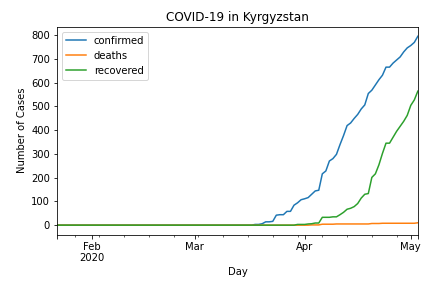 COVID-19 in Kyrgyzstan
confirmed
deaths
recovered
Number of Cases
800
700
600
500
400
300
200
100
0
Feb
2020
Mar
Apr
May
Day